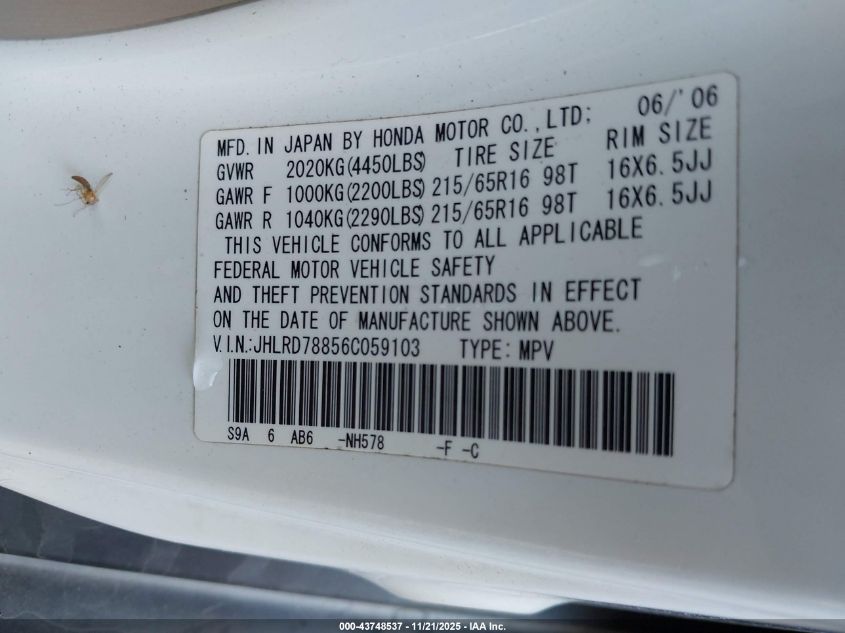 MFD. IN JAPAN BY HONDA MOTOR CO., LTD: 06/'06
GVWR 2020KG(4450LBS) TIRE SIZE RIM SIZE
GAWR F 1000KG(2200LBS) 215/65R16 98T 16X6.5JJ
GAWR R 1040KG(2290LBS) 215/65R16 98T 16X6.5JJ
THIS VEHICLE CONFORMS TO ALL APPLICABLE
FEDERAL MOTOR VEHICLE SAFETY
AND THEFT PREVENTION STANDARDS IN EFFECT
ON THE DATE OF MANUFACTURE SHOWN ABOVE.
V.I.N.:JHLRD78856C059103 TYPE: MPV
S9A 6 AB6 -NH578 -F -C
000-43748537 - 11/21/2025 - IAA Inc.